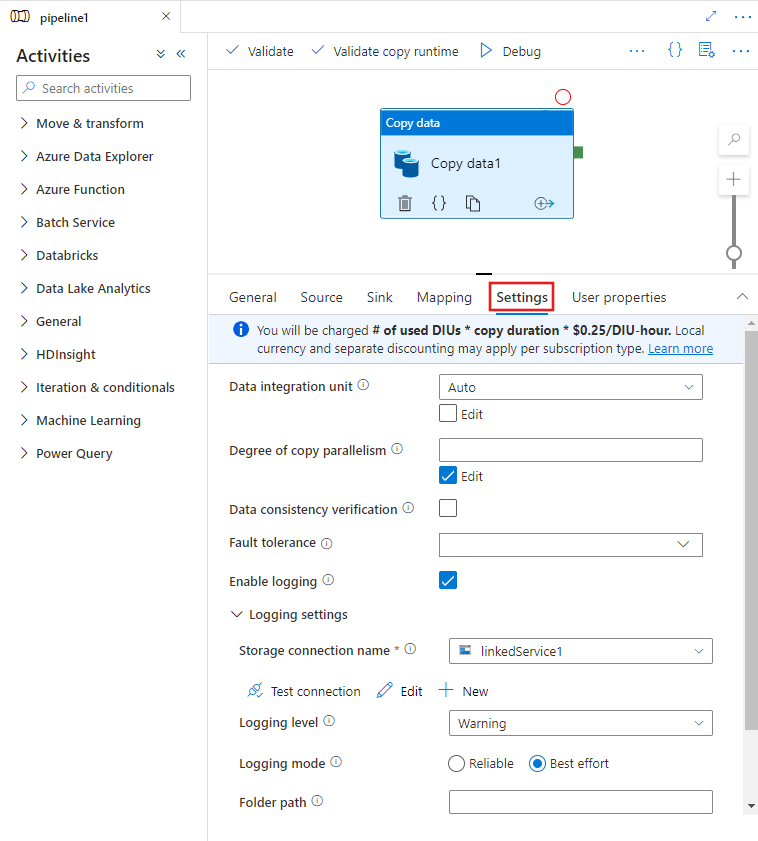 pipeline1
Activities
Search activities
Move & transform
Azure Data Explorer
Azure Function
Batch Service
Databricks
Data Lake Analytics
General
HDInsight
Iteration & conditionals
Machine Learning
Power Query
Validate
Validate copy runtime
Debug
Copy data
Copy data1
General
Source
Sink
Mapping
Settings
User properties
You will be charged # of used DIUs * copy duration * $0.25/DIU-hour. Local
currency and separate discounting may apply per subscription type. Learn more
Data integration unit
Auto
Edit
Degree of copy parallelism
Edit
Data consistency verification
Fault tolerance
Enable logging
Logging settings
Storage connection name *
linkedService1
Test connection
Edit
New
Logging level
Warning
Logging mode
Reliable
Best effort
Folder path